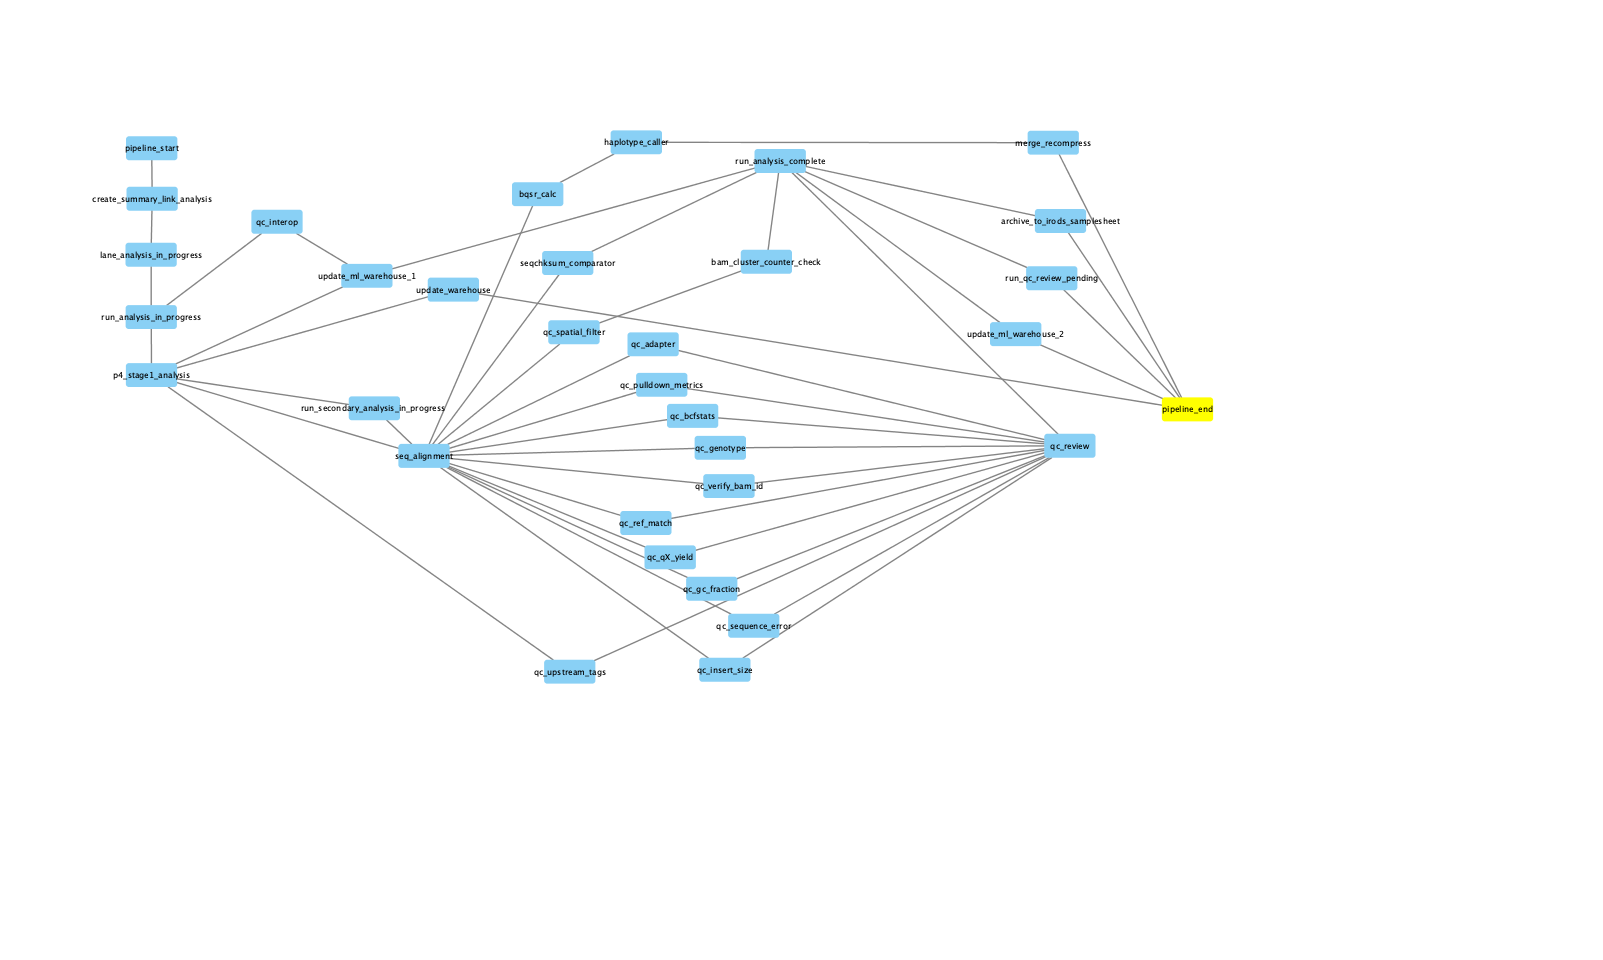 pipeline_start
haplotype_caller
merge_recompress
run_analysis_complete
create_summary_link_analysis
bqsr_calc
qc_interop
archive_to_irods_samplesheet
lane_analysis_in_progress
seqchksum_comparator
bam_cluster_counter_check
update_ml_warehouse_1
run_qc_review_pending
update_warehouse
run_analysis_in_progress
qc_spatial_filter
update_ml_warehouse_2
qc_adapter
p4_stage1_analysis
qc_pulldown_metrics
run_secondary_analysis_in_progress
pipeline_end
qc_bcfstats
qc_genotype
qc_review
seq_alignment
qc_verify_bam_id
qc_ref_match
qc_qX_yield
qc_gc_fraction
qc_sequence_error
qc_upstream_tags
qc_insert_size